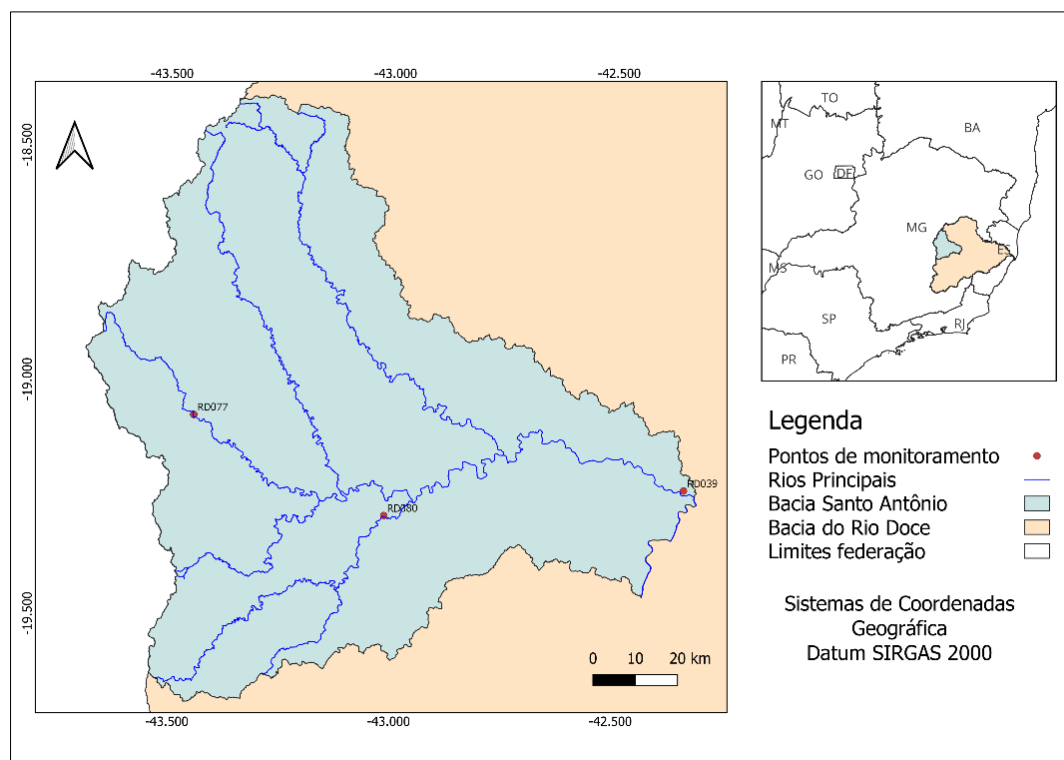 -43.500 -43.000 -42.500
-18.500
-19.000
-19.500
RD077
RD080
RD039
0 10 20 km
-43.500 -43.000 -42.500
TO
MT
BA
GO
DF
MG
ES
MS
SP
RJ
PR
Legenda
Pontos de monitoramento
Rios Principais
Bacia Santo Antônio
Bacia do Rio Doce
Limites federação
Sistemas de Coordenadas
Geográfica
Datum SIRGAS 2000